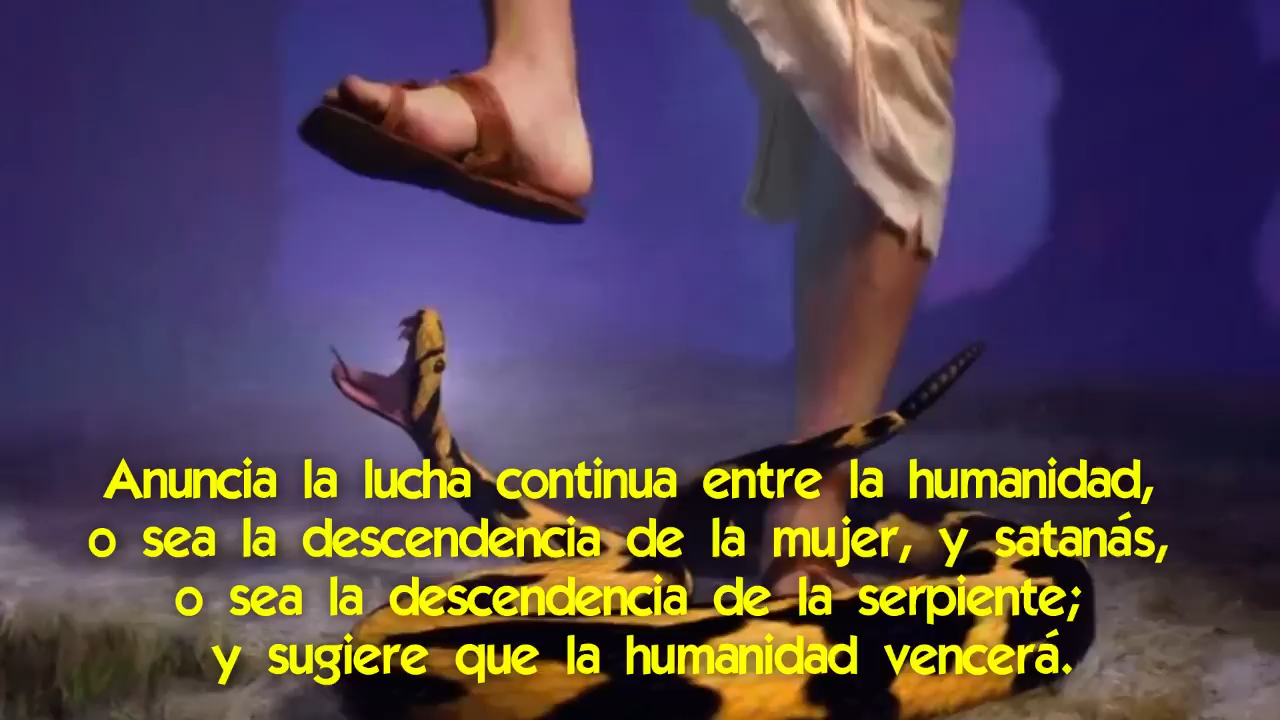 Anuncia la lucha continua entre la humanidad,
o sea la descendencia de la mujer, y satanás,
o sea la descendencia de la serpiente;
y sugiere que la humanidad vencerá.